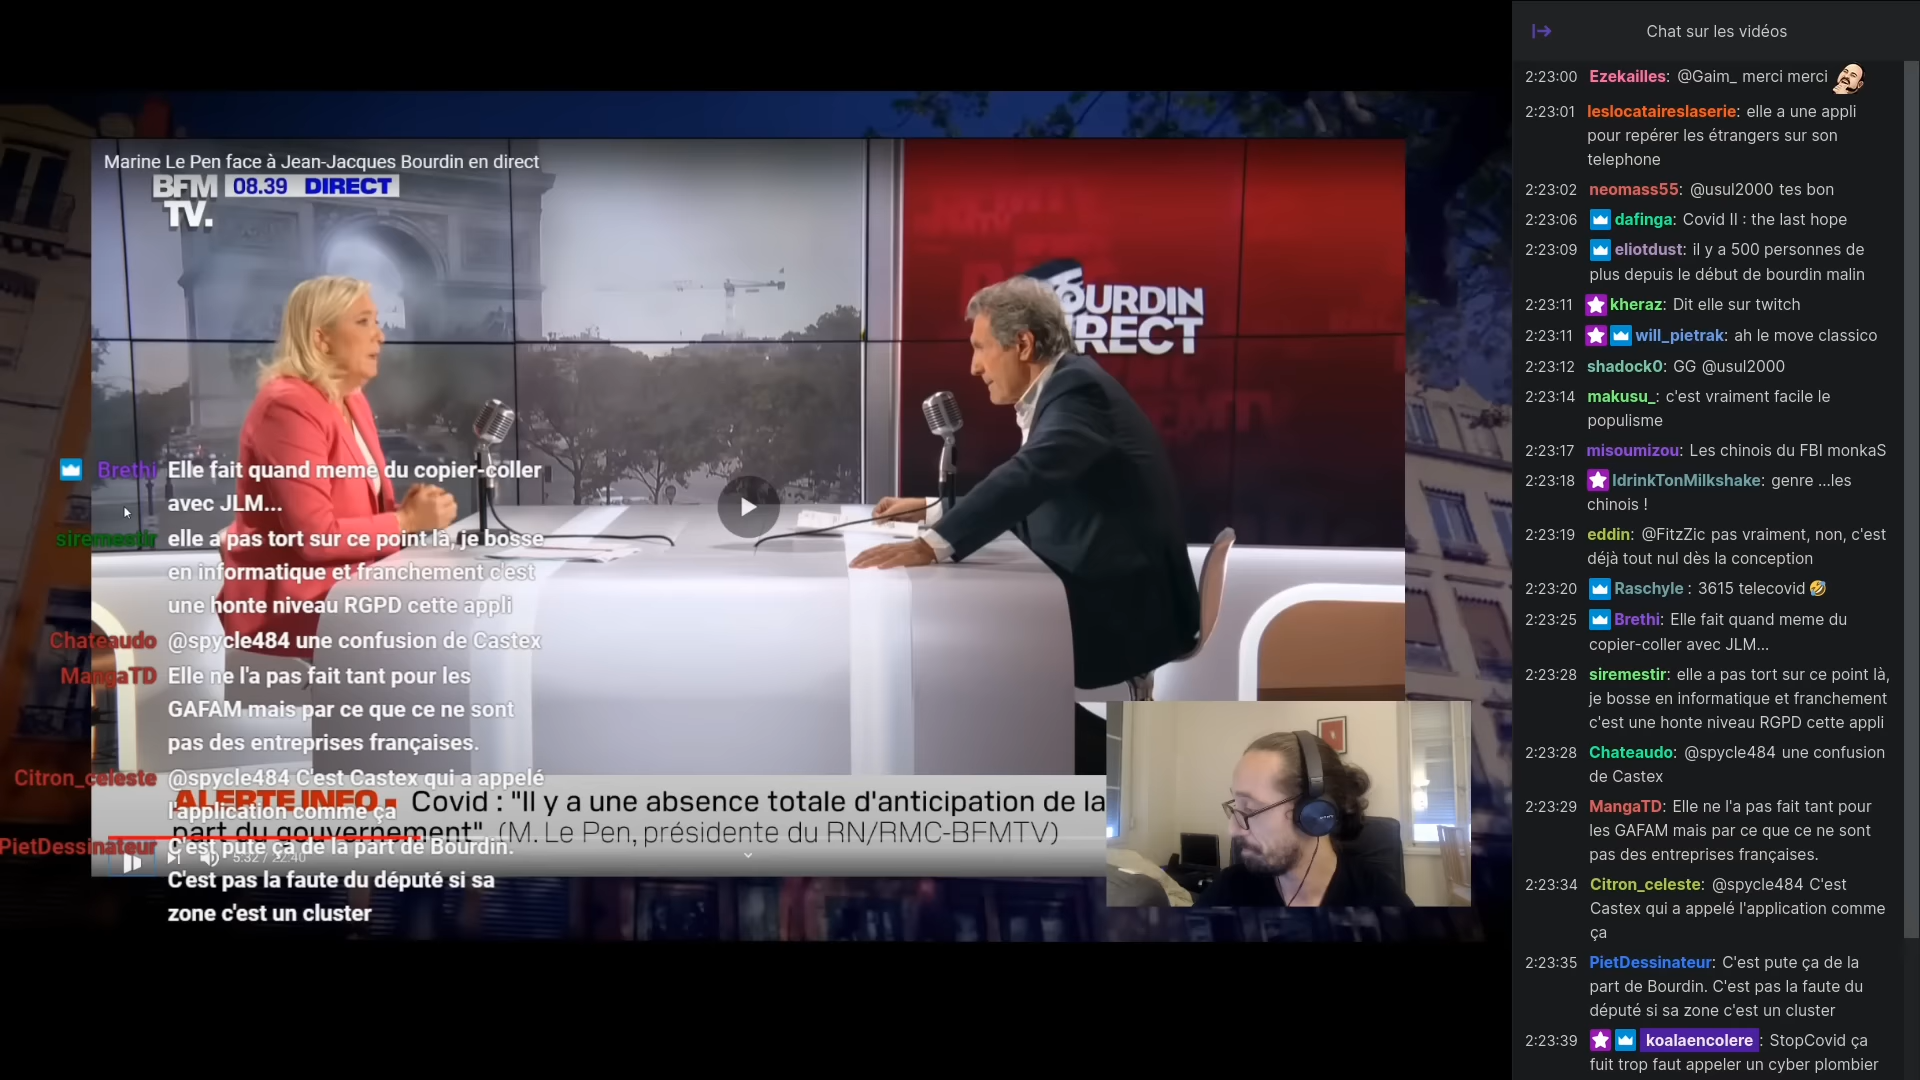 Marine Le Pen face à Jean-Jacques Bourdin en direct
BFM
TV.
08.39 DIRECT
OURDIN
IRECT
Brethi Elle fait quand meme du copier-coller
avec JLM...
siremestir elle a pas tort sur ce point là, je bosse
en informatique et franchement c'est
une honte niveau RGPD cette appli
Chateaudo @spycle484 une confusion de Castex
MangaTD Elle ne l'a pas fait tant pour les
GAFAM mais par ce que ce ne sont
pas des entreprises françaises.
Citron_celeste @spycle484 C'est Castex qui a appelé
l'application comme ça
PietDessinateur C'est pute ça de la part de Bourdin.
C'est pas la faute du député si sa
zone c'est un cluster
ALERTE INFO Covid : "Il y a une absence totale d'anticipation de la
part du gouvernement" (M. Le Pen, présidente du RN/RMC-BFMTV)
5:32 / 22:40
Chat sur les vidéos
2:23:00 Ezekailles: @Gaim_ merci merci
2:23:01 leslocataireslaserie: elle a une appli
pour repérer les étrangers sur son
telephone
2:23:02 neomass55: @usul2000 tes bon
2:23:06 dafinga: Covid II : the last hope
2:23:09 eliotdust: il y a 500 personnes de
plus depuis le début de bourdin malin
2:23:11 kheraz: Dit elle sur twitch
2:23:11 will_pietrak: ah le move classico
2:23:12 shadock0: GG @usul2000
2:23:14 makusu_: c'est vraiment facile le
populisme
2:23:17 misoumizou: Les chinois du FBI monkaS
2:23:18 IdrinkTonMilkshake: genre ...les
chinois !
2:23:19 eddin: @FitzZic pas vraiment, non, c'est
déjà tout nul dès la conception
2:23:20 Raschyle : 3615 telecovid 🤣
2:23:25 Brethi: Elle fait quand meme du
copier-coller avec JLM...
2:23:28 siremestir: elle a pas tort sur ce point là,
je bosse en informatique et franchement
c'est une honte niveau RGPD cette appli
2:23:28 Chateaudo: @spycle484 une confusion
de Castex
2:23:29 MangaTD: Elle ne l'a pas fait tant pour
les GAFAM mais par ce que ce ne sont
pas des entreprises françaises.
2:23:34 Citron_celeste: @spycle484 C'est
Castex qui a appelé l'application comme
ça
2:23:35 PietDessinateur: C'est pute ça de la
part de Bourdin. C'est pas la faute du
député si sa zone c'est un cluster
2:23:39 koalaencolere : StopCovid ça
fuit trop faut appeler un cyber plombier